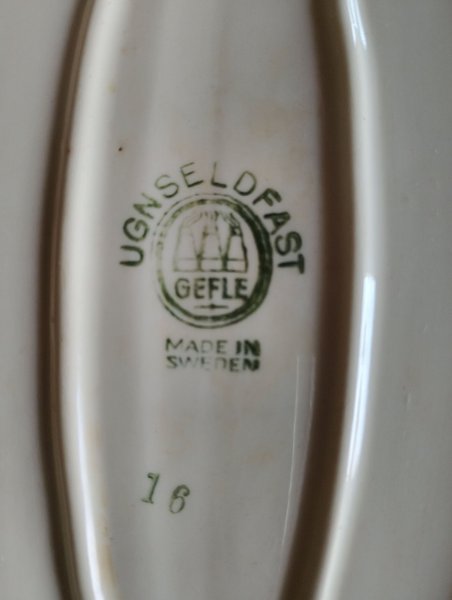 UGNSELDFAST
GEFLE
MADE IN
SWEDEN
16